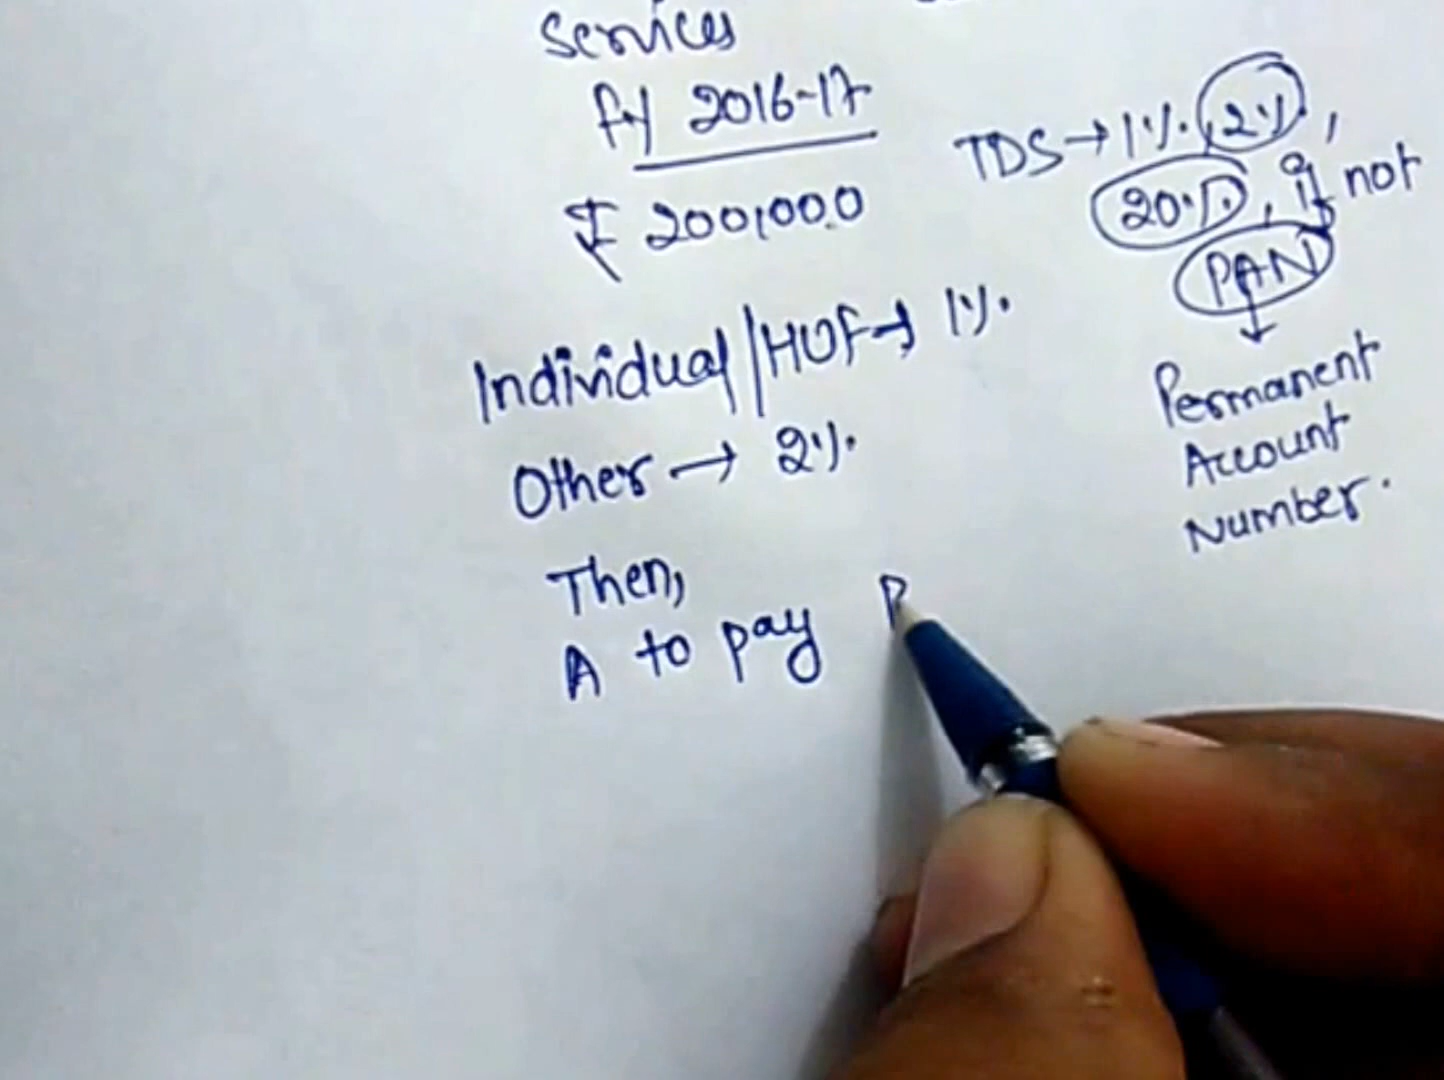 Services
FY 2016-17
₹ 200,000
Individual/HUF→ 1%.
Other → 2%.
Then,
A to pay B
TDS→1%., 2%,
20%., if not
PAN
Permanent
Account
Number.